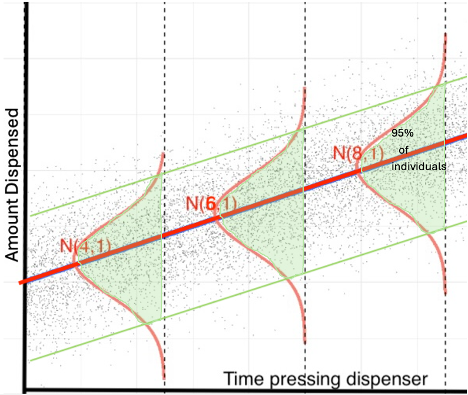 95%
of
individuals
N(8,1)
N(6,1)
N(4,1)
Amount Dispensed
Time pressing dispenser